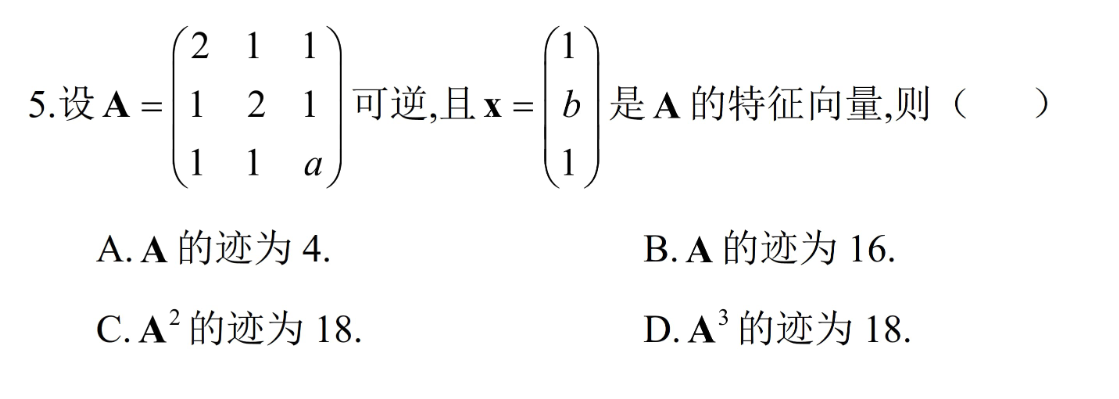 5.设 $\mathbf{A}=\begin{pmatrix}2&1&1\\1&2&1\\1&1&a\end{pmatrix}$ 可逆,且 $\mathbf{x}=\begin{pmatrix}1\\b\\1\end{pmatrix}$ 是 $\mathbf{A}$ 的特征向量,则（　　）
A. $\mathbf{A}$ 的迹为 4.　　B. $\mathbf{A}$ 的迹为 16.
C. $\mathbf{A}^2$ 的迹为 18.　　D. $\mathbf{A}^3$ 的迹为 18.